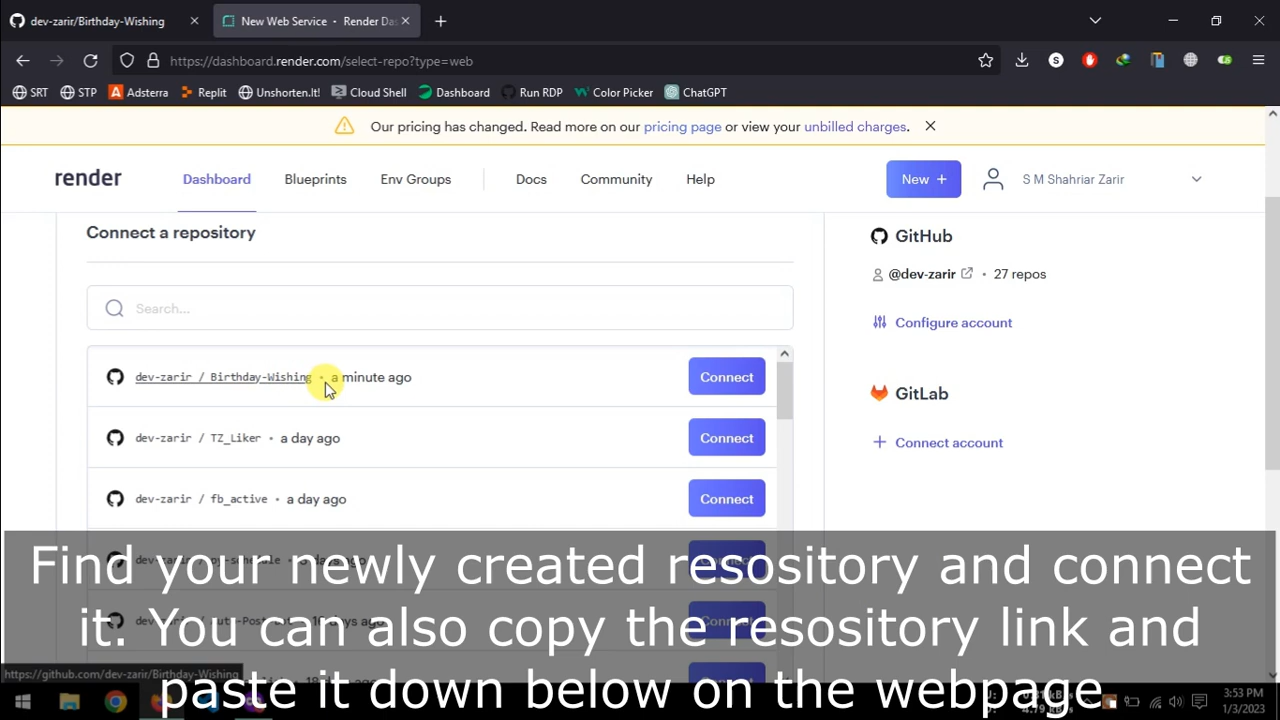 dev-zarir/Birthday-Wishing
New Web Service • Render Das
https://dashboard.render.com/select-repo?type=web
SRT STP Adsterra Replit Unshorten.It! Cloud Shell Dashboard Run RDP Color Picker ChatGPT
Our pricing has changed. Read more on our pricing page or view your unbilled charges.
render Dashboard Blueprints Env Groups Docs Community Help New + S M Shahriar Zarir
Connect a repository
Search...
dev-zarir / Birthday-Wishing • a minute ago Connect
dev-zarir / TZ_Liker • a day ago Connect
dev-zarir / fb_active • a day ago Connect
GitHub
@dev-zarir • 27 repos
Configure account
GitLab
Connect account
Find your newly created resository and connect
it. You can also copy the resository link and
paste it down below on the webpage
https://github.com/dev-zarir/Birthday-Wishing
3:53 PM
1/3/2023